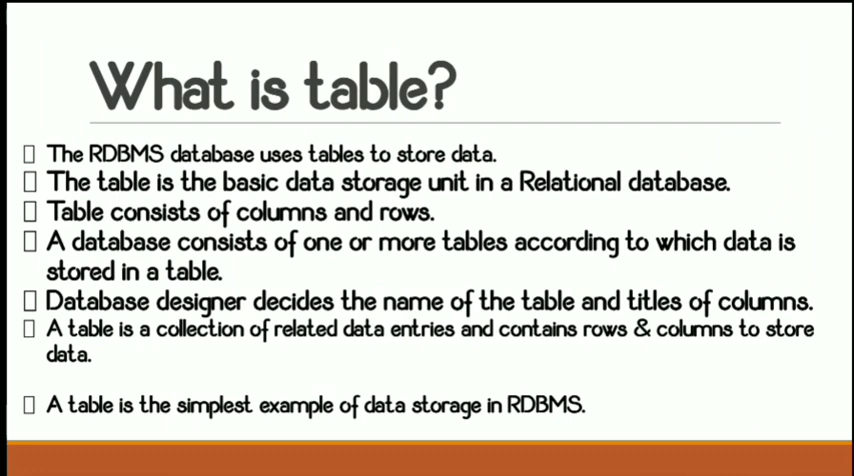 What is table?
The RDBMS database uses tables to store data.
The table is the basic data storage unit in a Relational database.
Table consists of columns and rows.
A database consists of one or more tables according to which data is
stored in a table.
Database designer decides the name of the table and titles of columns.
A table is a collection of related data entries and contains rows & columns to store
data.
A table is the simplest example of data storage in RDBMS.